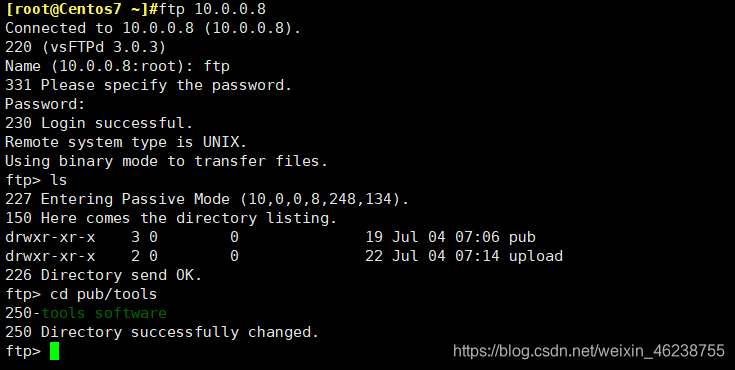 [root@Centos7 ~]#ftp 10.0.0.8
Connected to 10.0.0.8 (10.0.0.8).
220 (vsFTPd 3.0.3)
Name (10.0.0.8:root): ftp
331 Please specify the password.
Password:
230 Login successful.
Remote system type is UNIX.
Using binary mode to transfer files.
ftp> ls
227 Entering Passive Mode (10,0,0,8,248,134).
150 Here comes the directory listing.
drwxr-xr-x    3 0        0              19 Jul 04 07:06 pub
drwxr-xr-x    2 0        0              22 Jul 04 07:14 upload
226 Directory send OK.
ftp> cd pub/tools
250-tools software
250 Directory successfully changed.
ftp>
https://blog.csdn.net/weixin_46238755